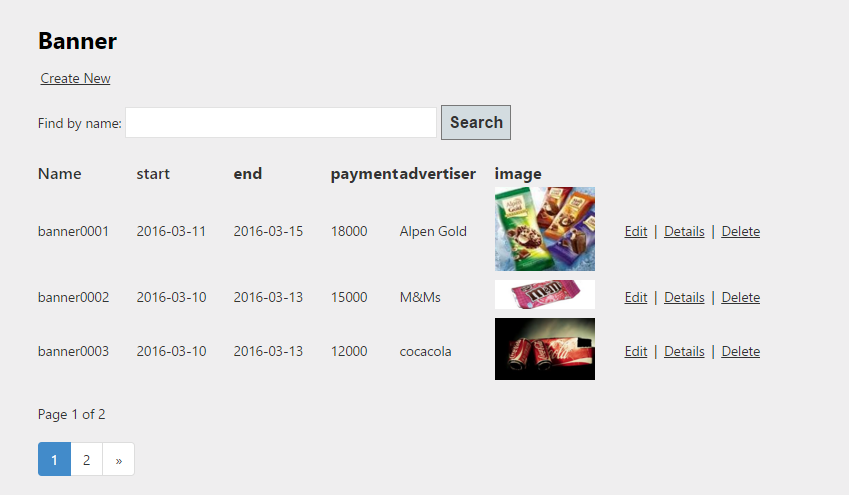 Banner
Create New
Find by name: Search
Name start end payment advertiser image
Alpen Gold
banner0001 2016-03-11 2016-03-15 18000 Alpen Gold Edit | Details | Delete
m&m's
banner0002 2016-03-10 2016-03-13 15000 M&Ms Edit | Details | Delete
banner0003 2016-03-10 2016-03-13 12000 cocacola Edit | Details | Delete
Page 1 of 2
1 2 »